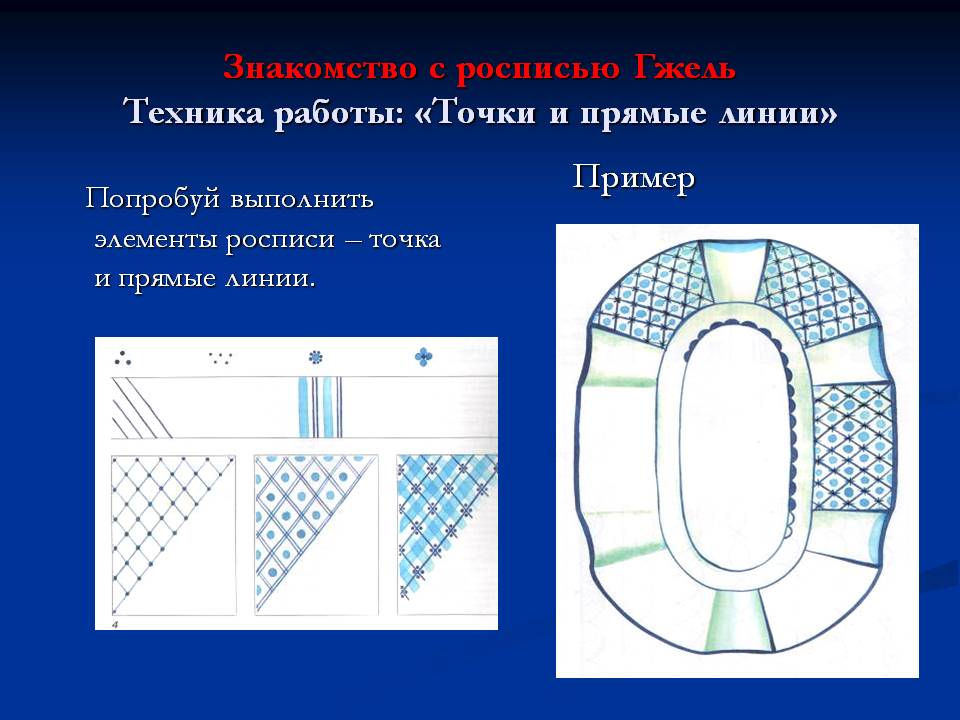 Знакомство с росписью Гжель
Техника работы: «Точки и прямые линии»
Попробуй выполнить
элементы росписи – точка
и прямые линии.
Пример
4